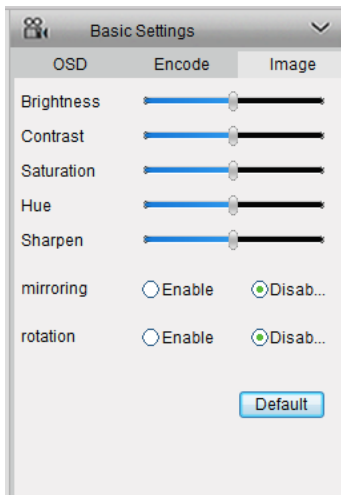 Basic Settings
OSD Encode Image
Brightness
Contrast
Saturation
Hue
Sharpen
mirroring Enable Disab...
rotation Enable Disab...
Default